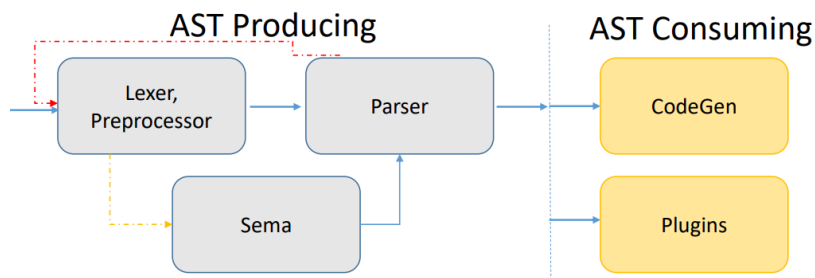 AST Producing
AST Consuming
Lexer,
Preprocessor
Parser
CodeGen
Sema
Plugins